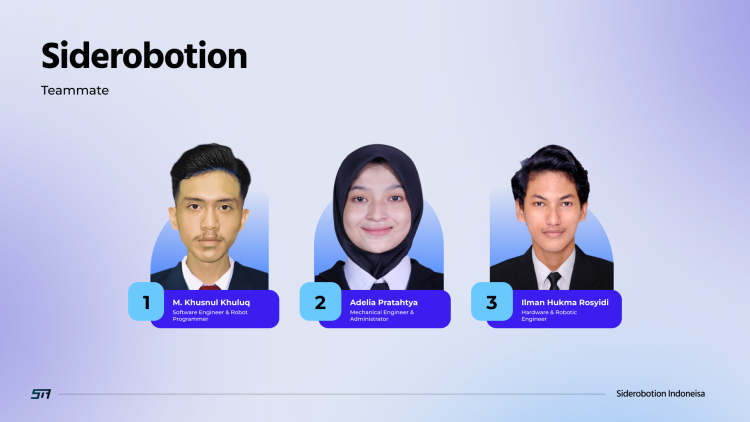 Siderobotion
Teammate
1
M. Khusnul Khuluq
Software Engineer & Robot
Programmer
2
Adelia Pratahtya
Mechanical Engineer &
Administrator
3
Ilman Hukma Rosyidi
Hardware & Robotic
Engineer
Siderobotion Indoneisa